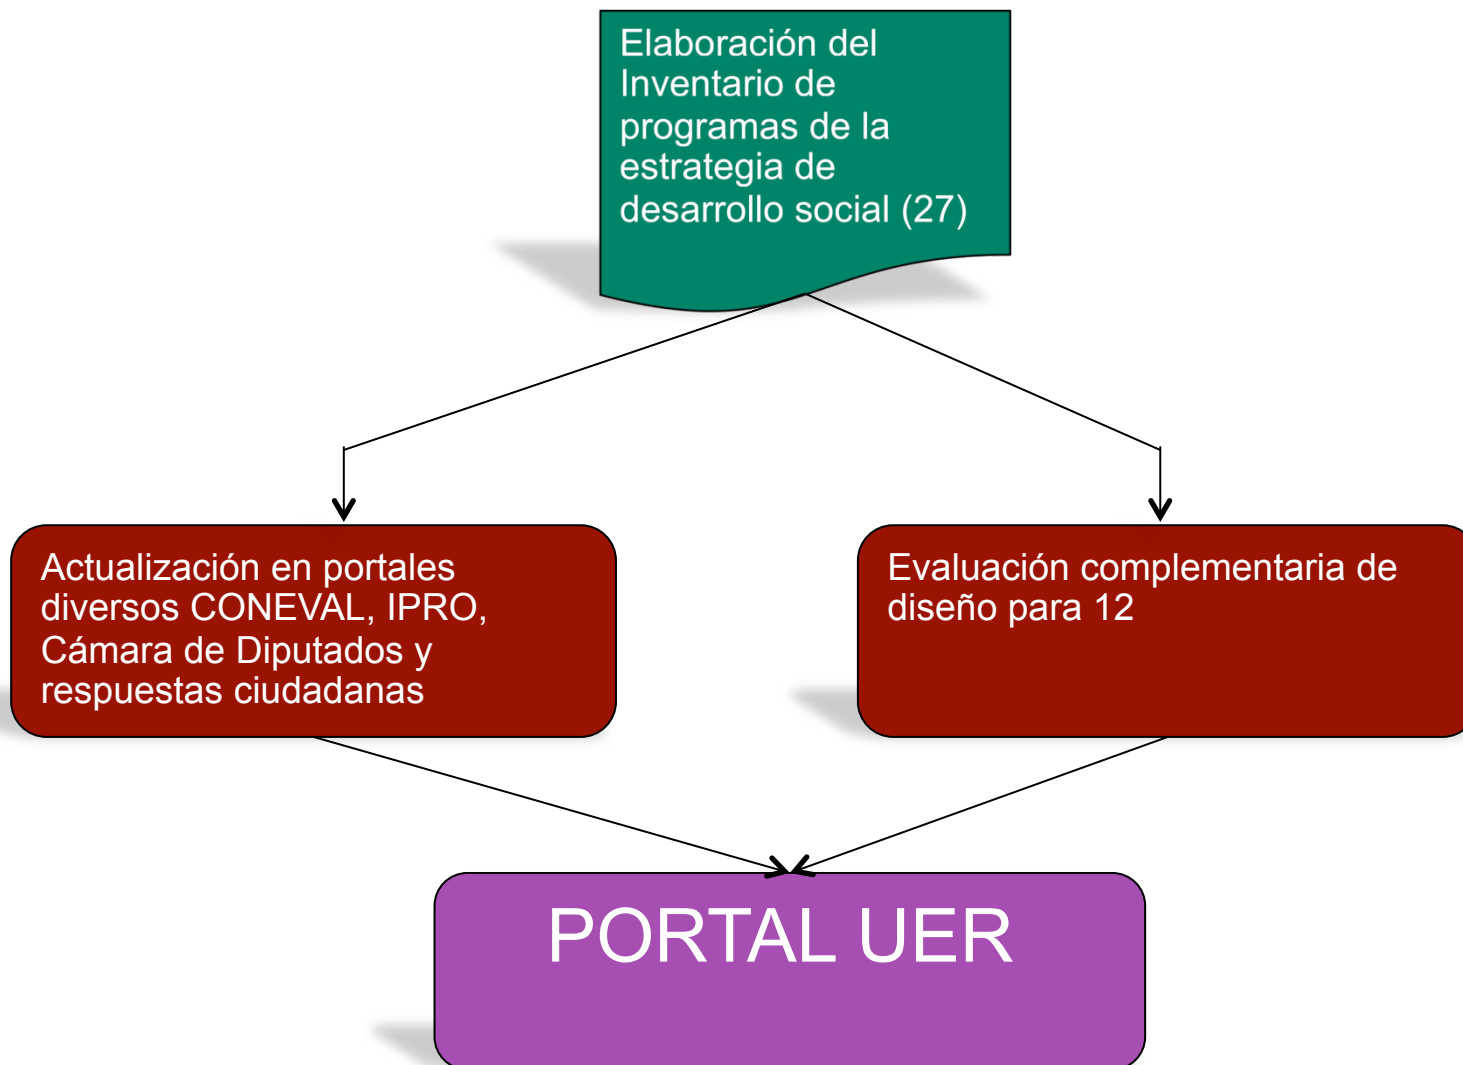 Elaboración del
Inventario de
programas de la
estrategia de
desarrollo social (27)
Actualización en portales
diversos CONEVAL, IPRO,
Cámara de Diputados y
respuestas ciudadanas
Evaluación complementaria de
diseño para 12
PORTAL UER